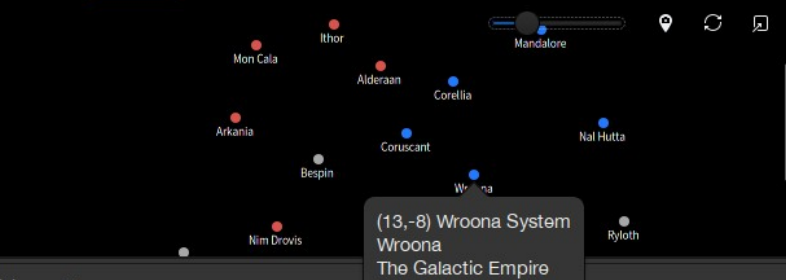 Ithor
Mandalore
Mon Cala
Alderaan
Corellia
Arkania
Nal Hutta
Coruscant
Bespin
Wroona
Nim Drovis
Ryloth
(13,-8) Wroona System
Wroona
The Galactic Empire